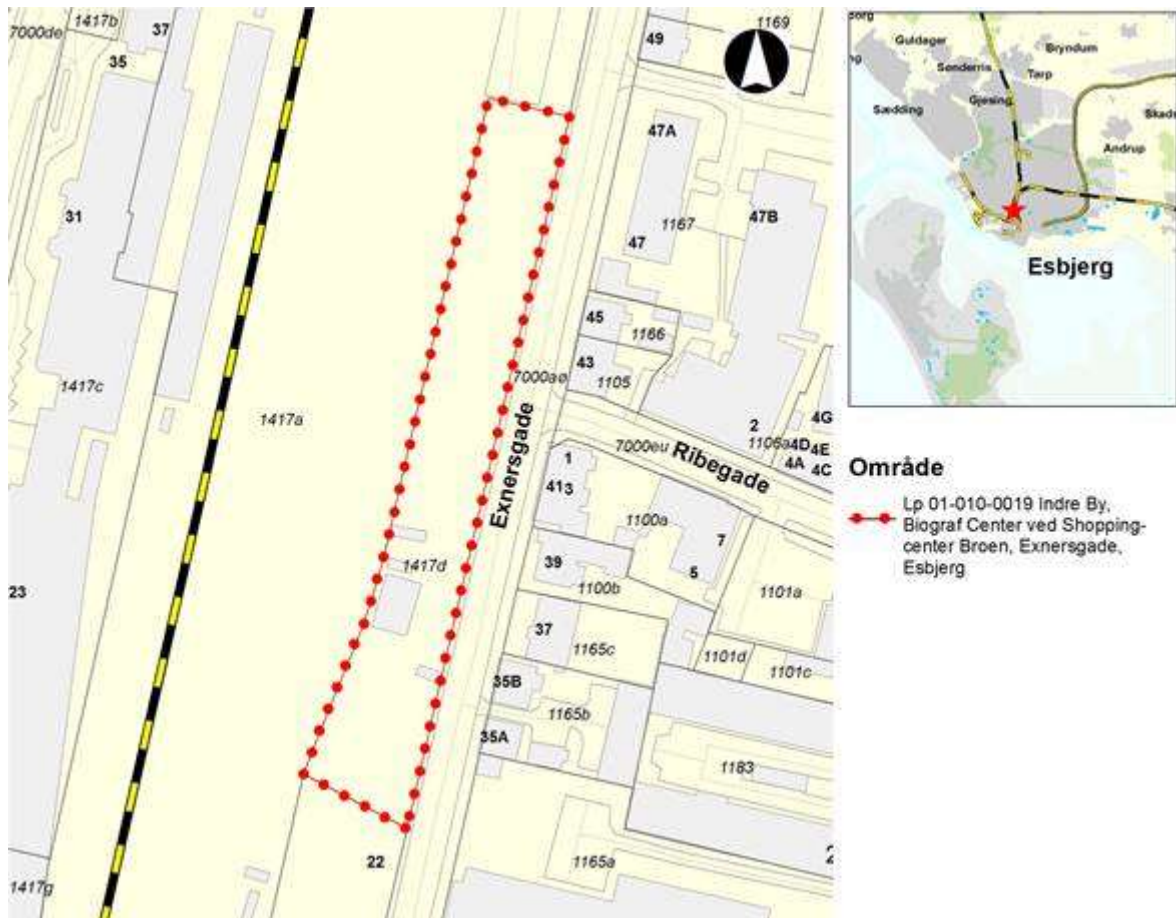 1417b
1169
7000de
37
49
35
47A
31
47B
1167
47
45
1166
43
1105
7000aø
1417c
1417a
4G
2
7000eu
1106a
4D
4E
4A
4C
Ribegade
Exnersgade
1
41
3
1100a
7
39
5
1417d
1100b
1101a
23
37
1165c
1101d
1101c
35B
1165b
35A
1183
22
2
1165a
1417g
Guldager
Bryndum
Sønderris
Tarp
Gjesing
Sædding
Andrup
Esbjerg
Område
Lp 01-010-0019 Indre By,
Biograf Center ved Shopping-
center Broen, Exnersgade,
Esbjerg